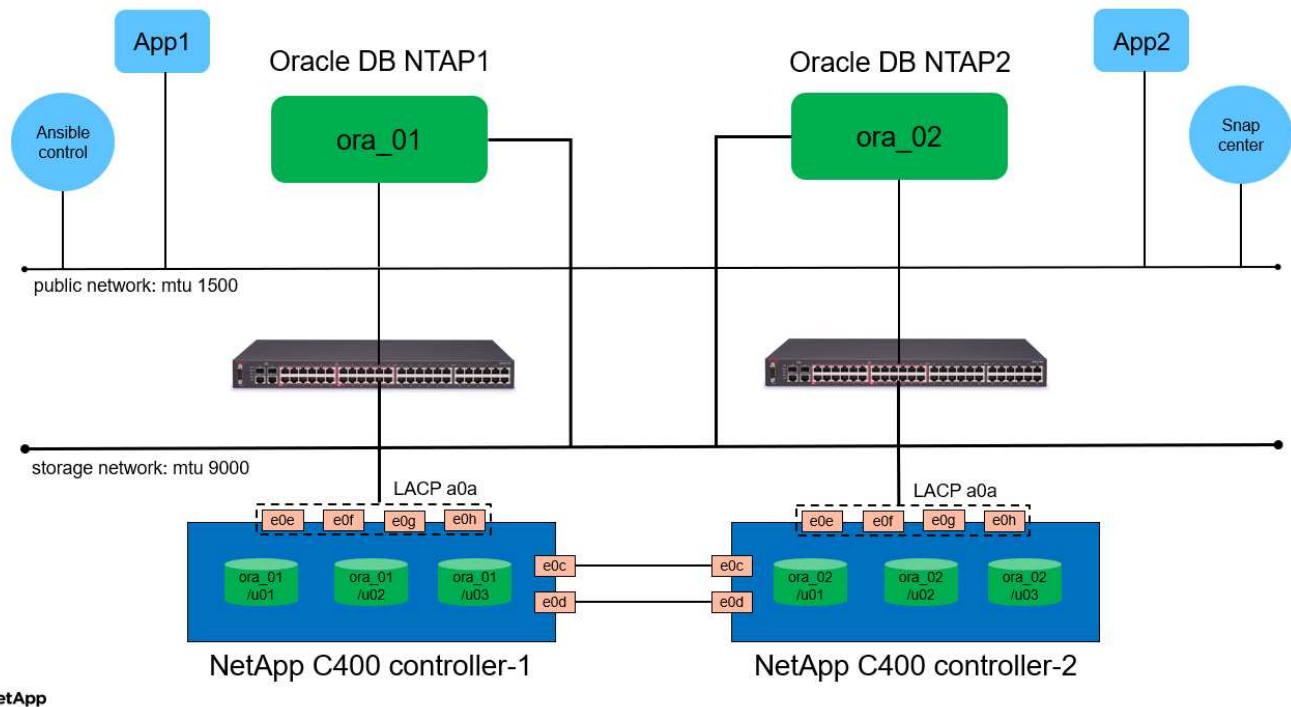 App1
App2
Oracle DB NTAP1
Oracle DB NTAP2
Ansible
control
ora_01
ora_02
Snap
center
public network: mtu 1500
storage network: mtu 9000
LACP a0a
LACP a0a
e0e e0f e0g e0h
e0e e0f e0g e0h
ora_01
/u01
ora_01
/u02
ora_01
/u03
e0c
e0d
e0c
e0d
ora_02
/u01
ora_02
/u02
ora_02
/u03
NetApp C400 controller-1
NetApp C400 controller-2
etApp